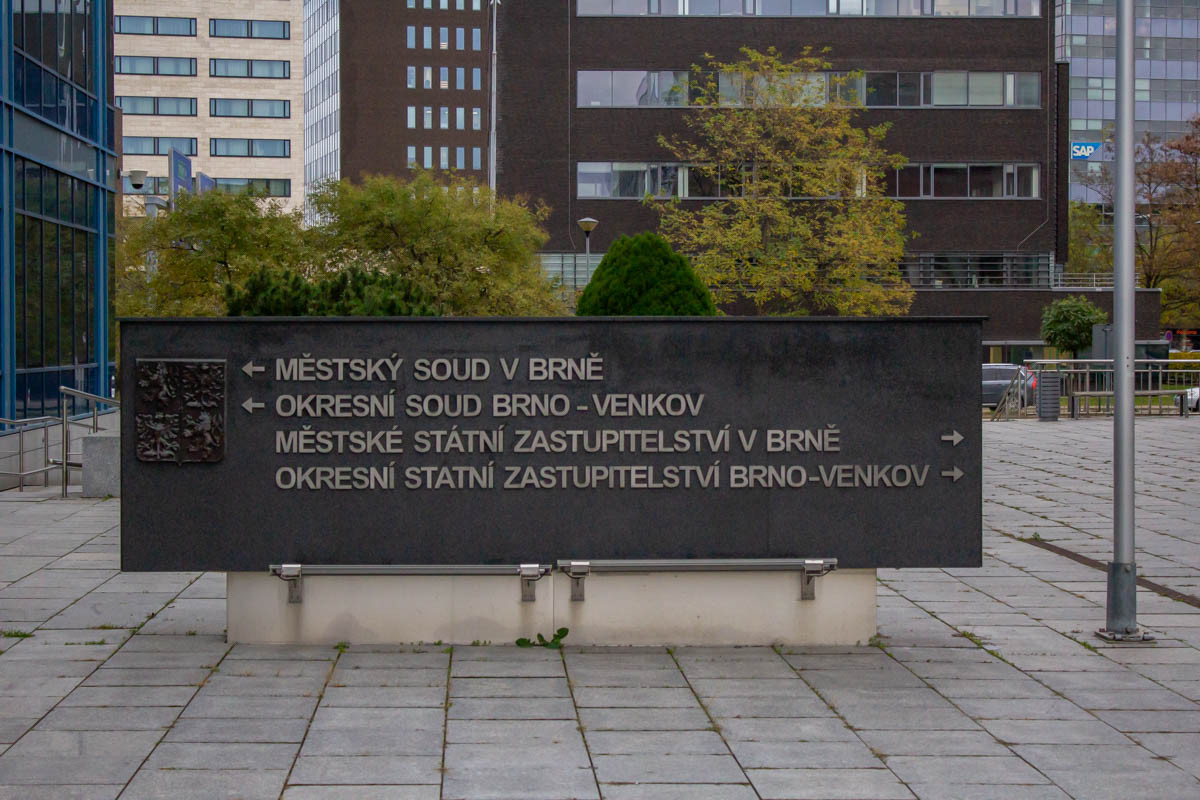 SAP
← MĚSTSKÝ SOUD V BRNĚ
← OKRESNÍ SOUD BRNO - VENKOV
MĚSTSKÉ STÁTNÍ ZASTUPITELSTVÍ V BRNĚ →
OKRESNÍ STATNÍ ZASTUPITELSTVÍ BRNO-VENKOV →